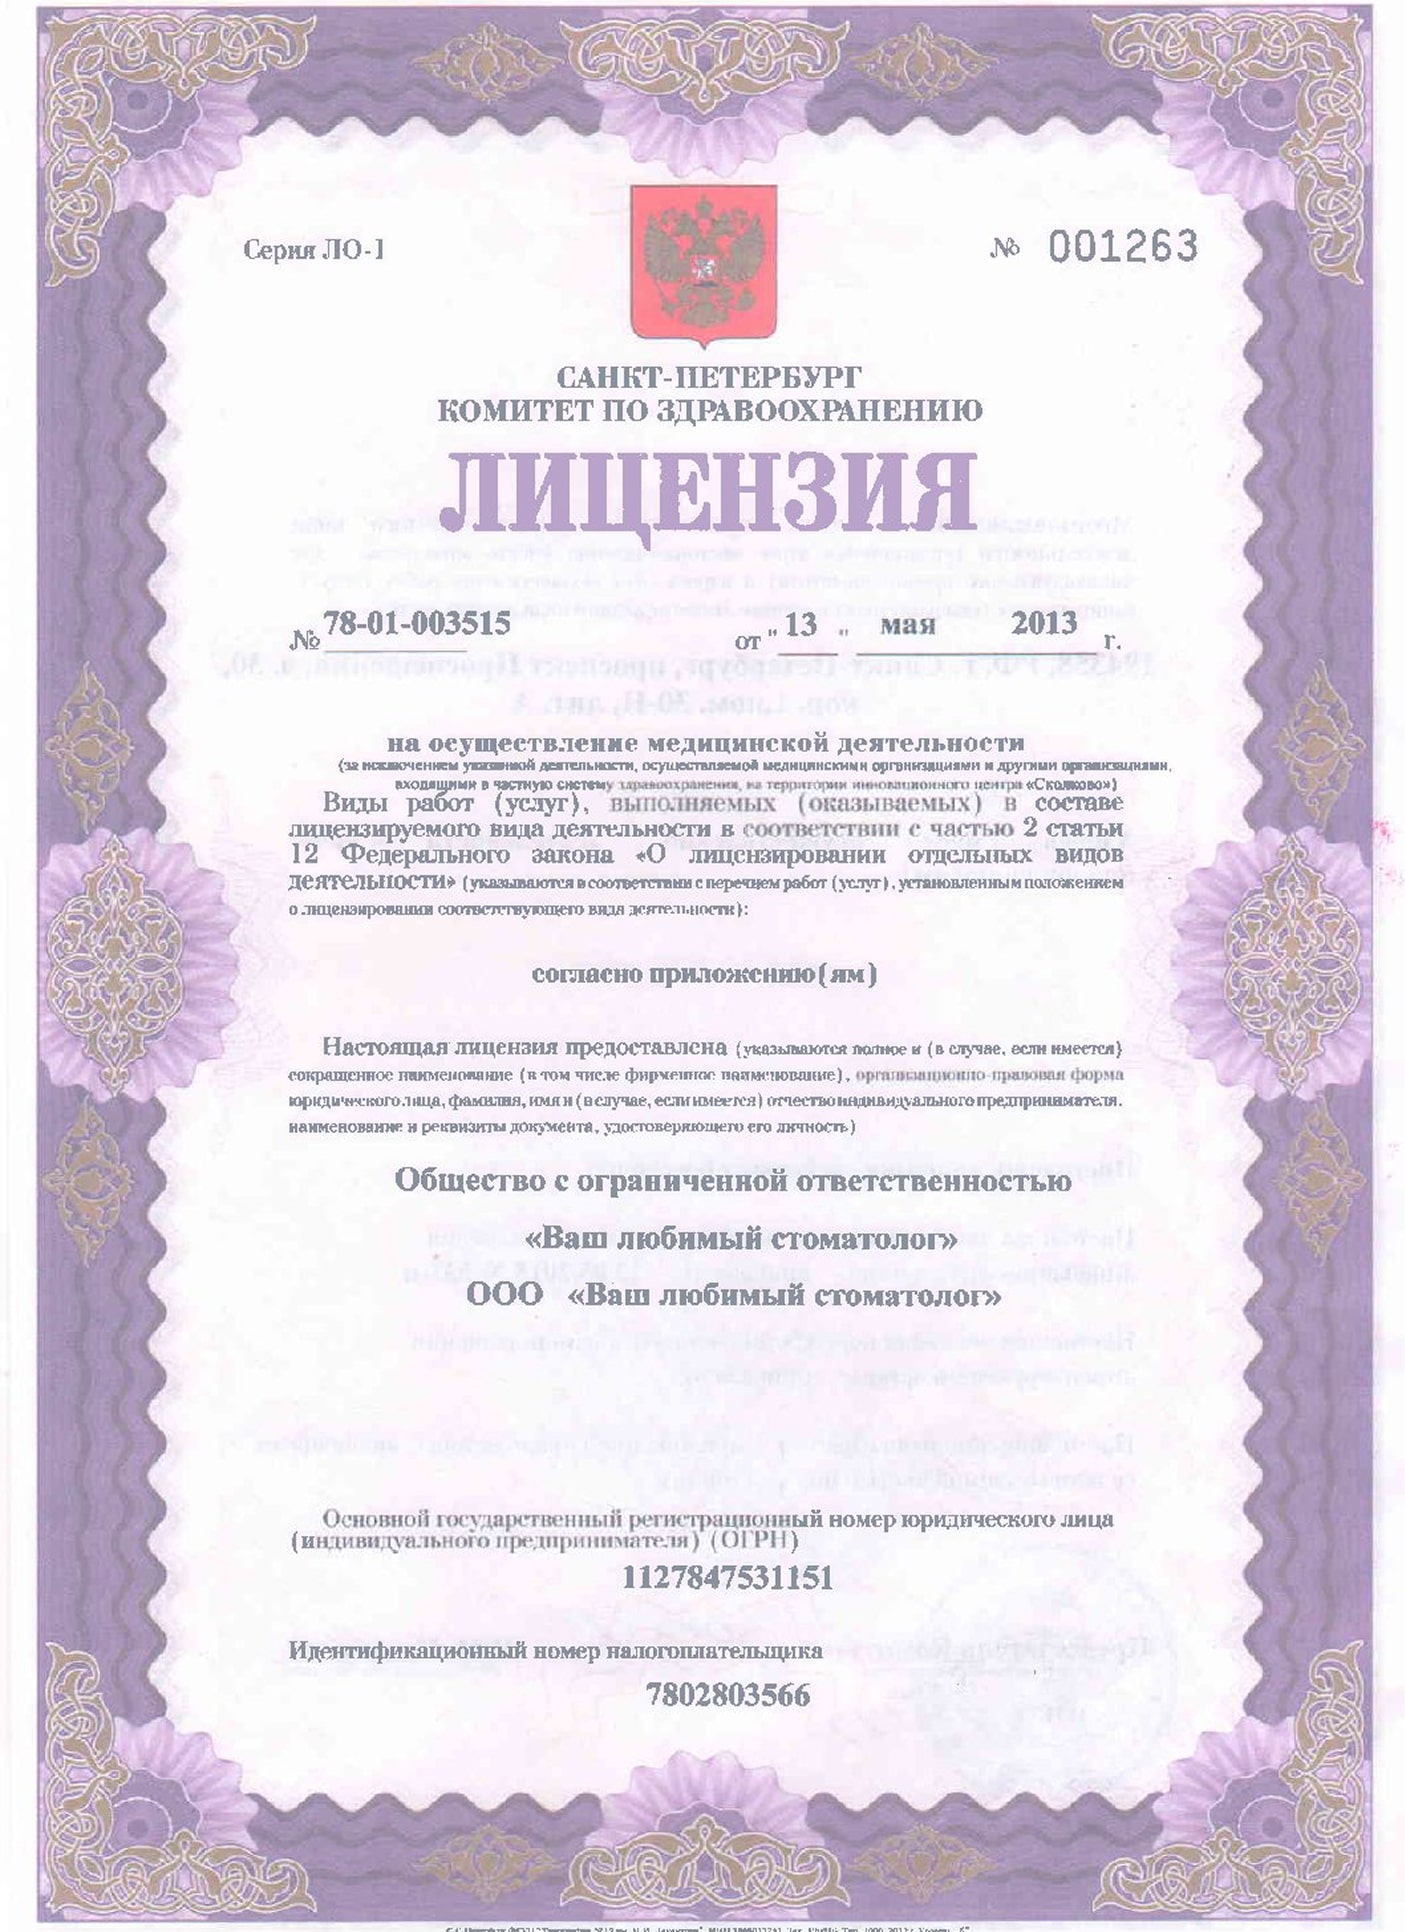 Серия ЛО-1
№ 001263
САНКТ-ПЕТЕРБУРГ
КОМИТЕТ ПО ЗДРАВООХРАНЕНИЮ
ЛИЦЕНЗИЯ
№ 78-01-003515 от " 13 " мая 2013 г.
на осуществление медицинской деятельности
(за исключением указанной деятельности, осуществляемой медицинскими организациями и другими организациями,
входящими в частную систему здравоохранения, на территории инновационного центра «Сколково»)
Виды работ (услуг), выполняемых (оказываемых) в составе
лицензируемого вида деятельности в соответствии с частью 2 статьи
12 Федерального закона «О лицензировании отдельных видов
деятельности» (указываются в соответствии с перечнем работ (услуг), установленным положением
о лицензировании соответствующего вида деятельности):
согласно приложению(ям)
Настоящая лицензия предоставлена (указываются полное и (в случае, если имеется)
сокращенное наименование (в том числе фирменное наименование), организационно-правовая форма
юридического лица, фамилия, имя и (в случае, если имеется) отчество индивидуального предпринимателя,
наименование и реквизиты документа, удостоверяющего его личность)
Общество с ограниченной ответственностью
«Ваш любимый стоматолог»
ООО «Ваш любимый стоматолог»
Основной государственный регистрационный номер юридического лица
(индивидуального предпринимателя) (ОГРН)
1127847531151
Идентификационный номер налогоплательщика
7802803566